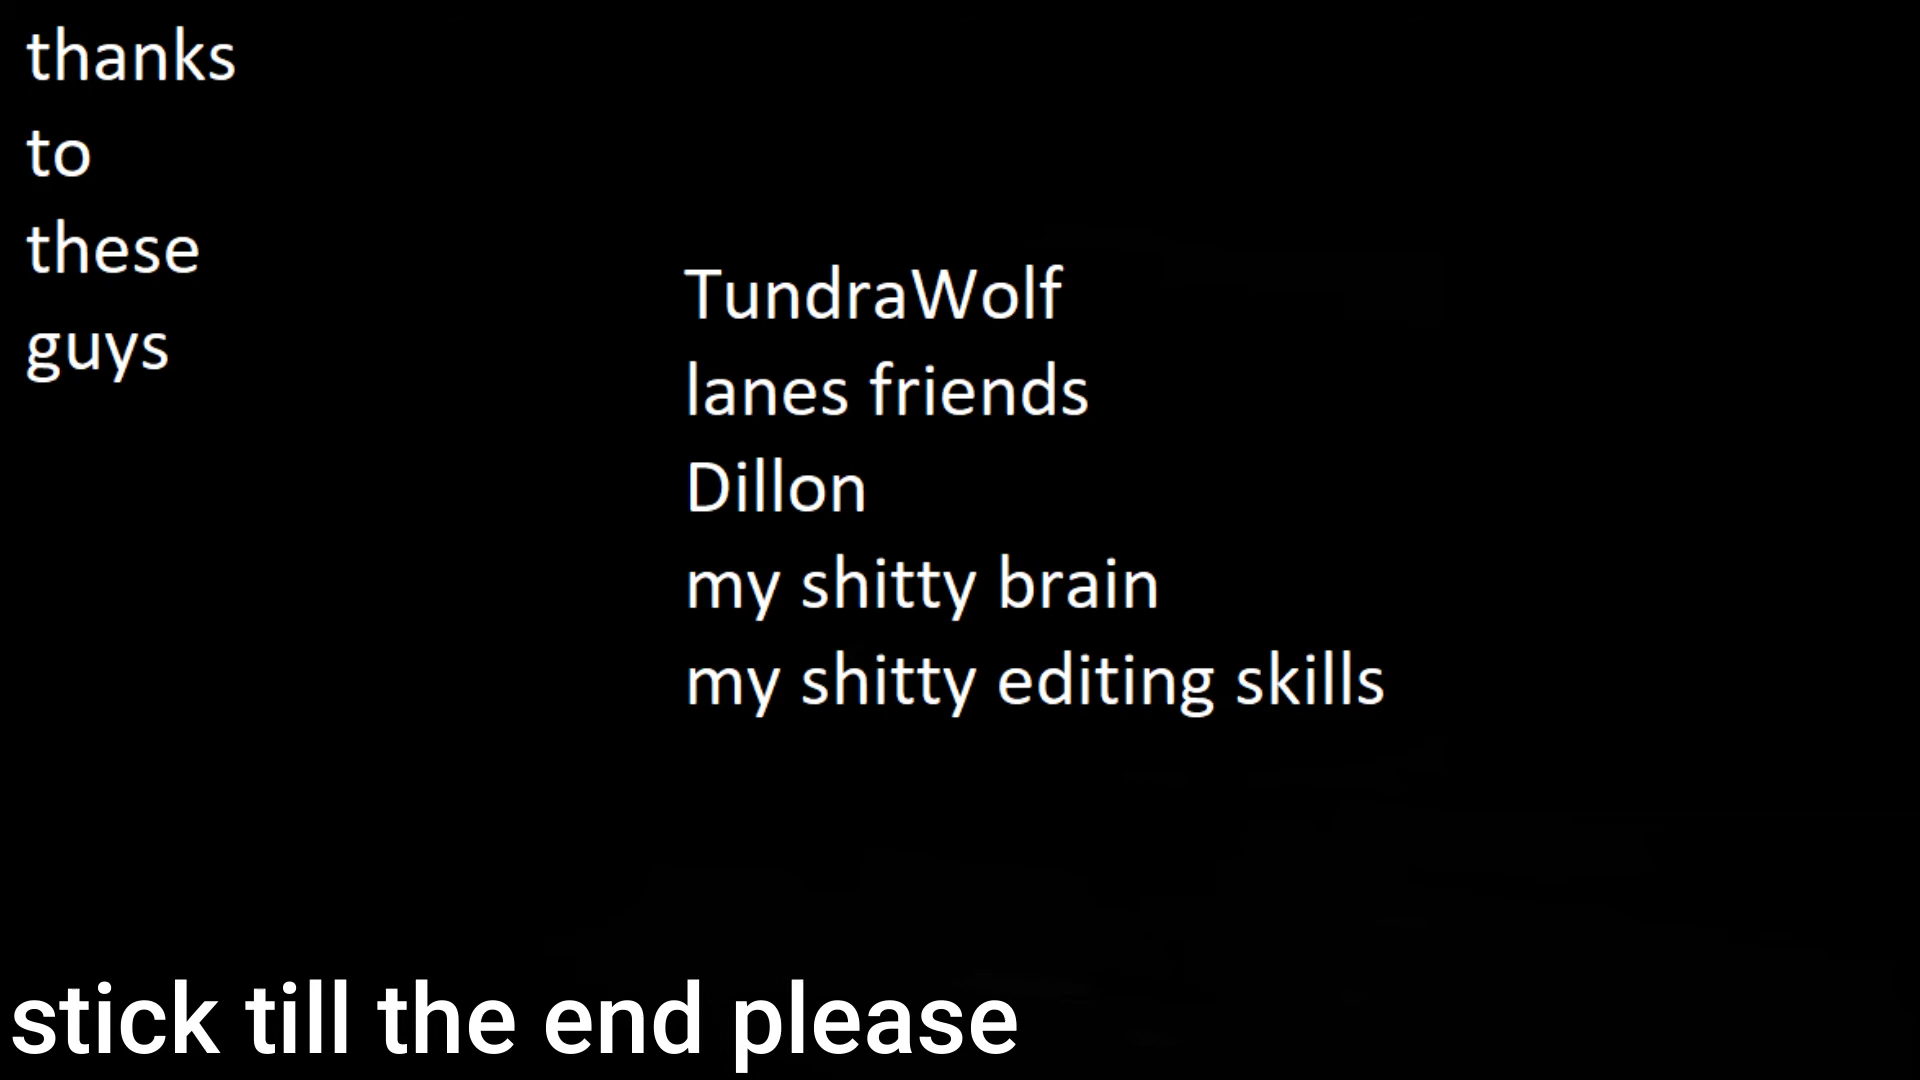 thanks
to
these
guys
TundraWolf
lanes friends
Dillon
my shitty brain
my shitty editing skills
stick till the end please